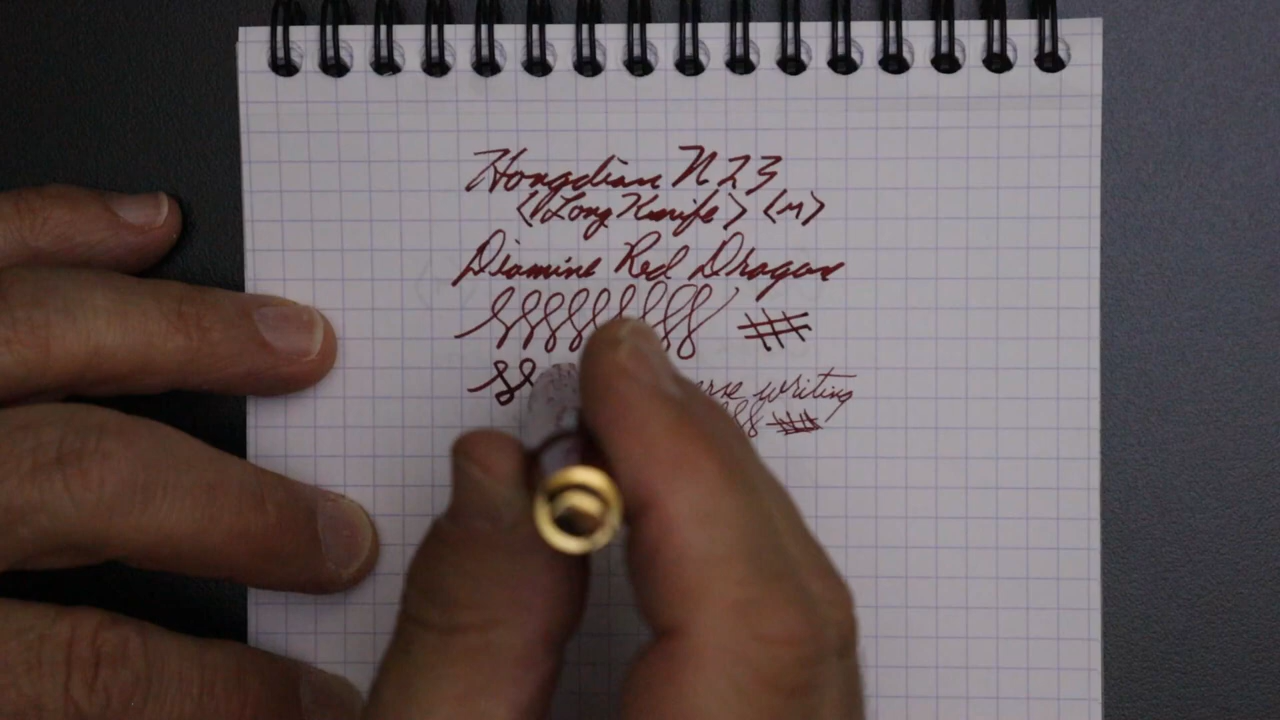 Hongdian N23
<Long Knife> <M>
Diamine Red Dragon
writing